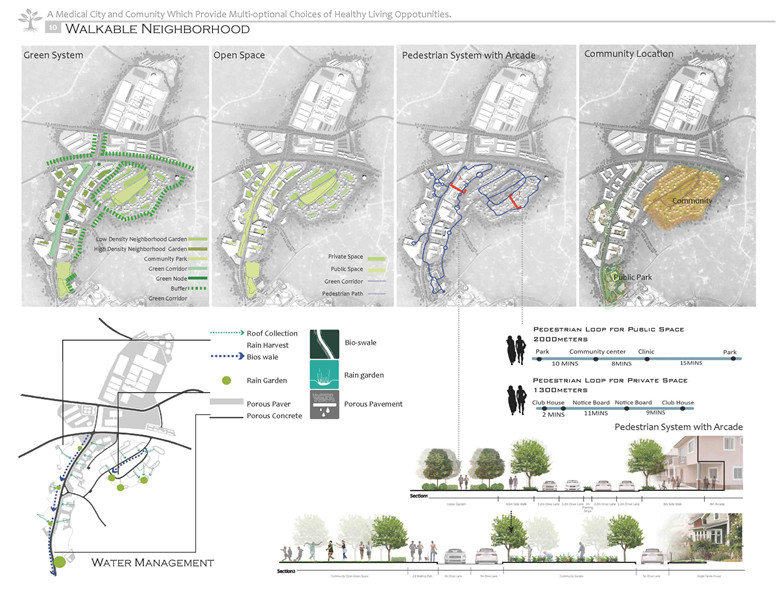 A Medical City and Comunity Which Provide Multi-optional Choices of Healthy Living Oppotunities.
10 Walkable Neighborhood
Green System
Open Space
Pedestrian System with Arcade
Community Location
Low Density Neighborhood Garden
High Density Neighborhood Garden
Community Park
Green Corridor
Green Node
Buffer
Green Corridor
Private Space
Public Space
Green Corridor
Pedestrian Path
Community
Public Park
Roof Collection
Rain Harvest
Bios wale
Rain Garden
Porous Paver
Porous Concrete
Bio-swale
Rain garden
Porous Pavement
Water Management
Pedestrian Loop for Public Space
2000meters
Park
Community center
Clinic
Park
10 MINS
8MINS
15MINS
Pedestrian Loop for Private Space
1300meters
Club House
Notice Board
Notice Board
Club House
2 MINS
11MINS
9MINS
Pedestrian System with Arcade
Section
Section